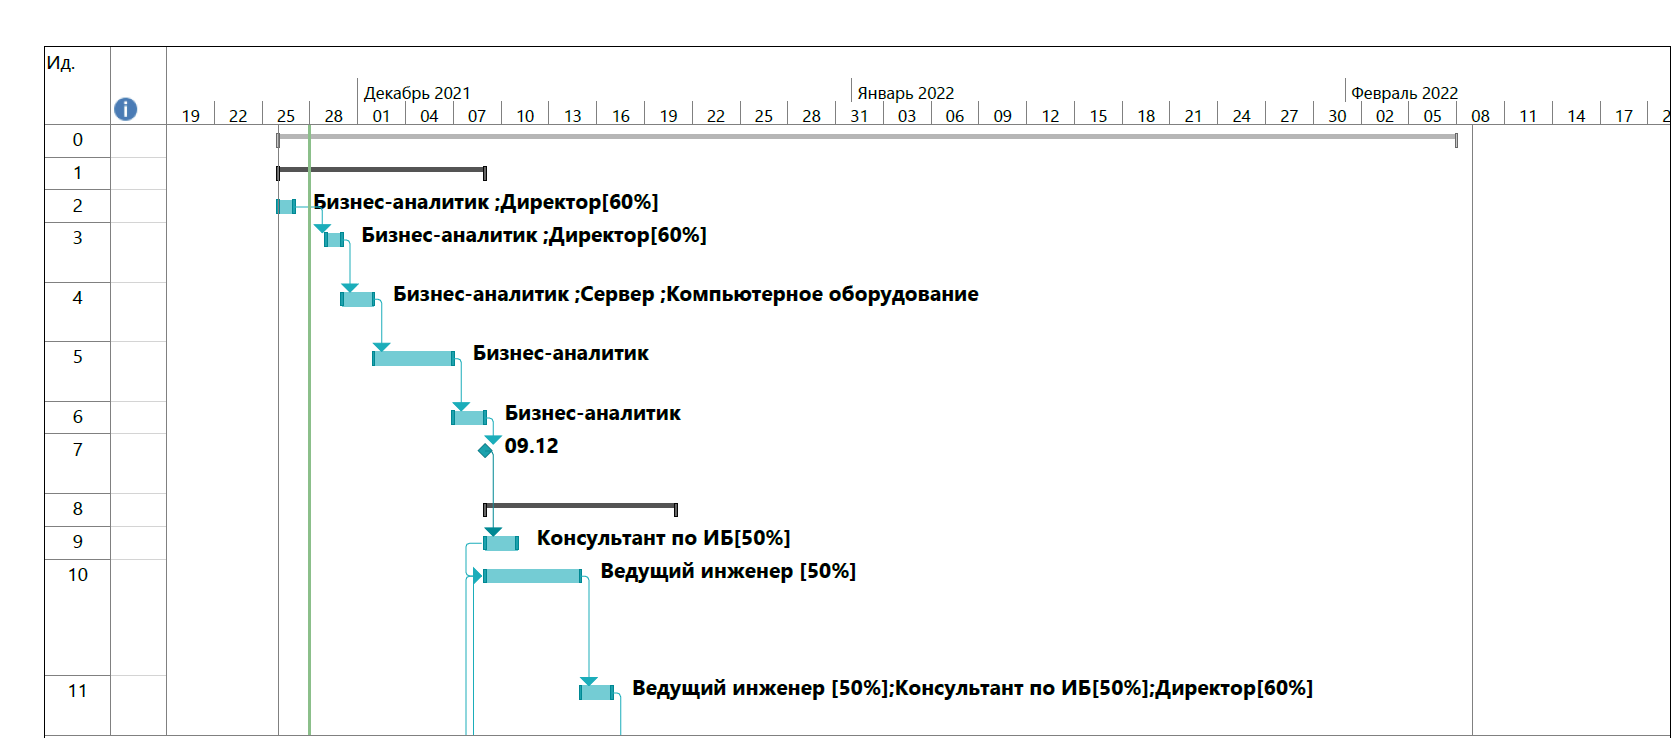 Ид.
Декабрь 2021 Январь 2022 Февраль 2022
19 22 25 28 01 04 07 10 13 16 19 22 25 28 31 03 06 09 12 15 18 21 24 27 30 02 05 08 11 14 17 2
0
1
2 Бизнес-аналитик ;Директор[60%]
3 Бизнес-аналитик ;Директор[60%]
4 Бизнес-аналитик ;Сервер ;Компьютерное оборудование
5 Бизнес-аналитик
6 Бизнес-аналитик
7 09.12
8
9 Консультант по ИБ[50%]
10 Ведущий инженер [50%]
11 Ведущий инженер [50%];Консультант по ИБ[50%];Директор[60%]